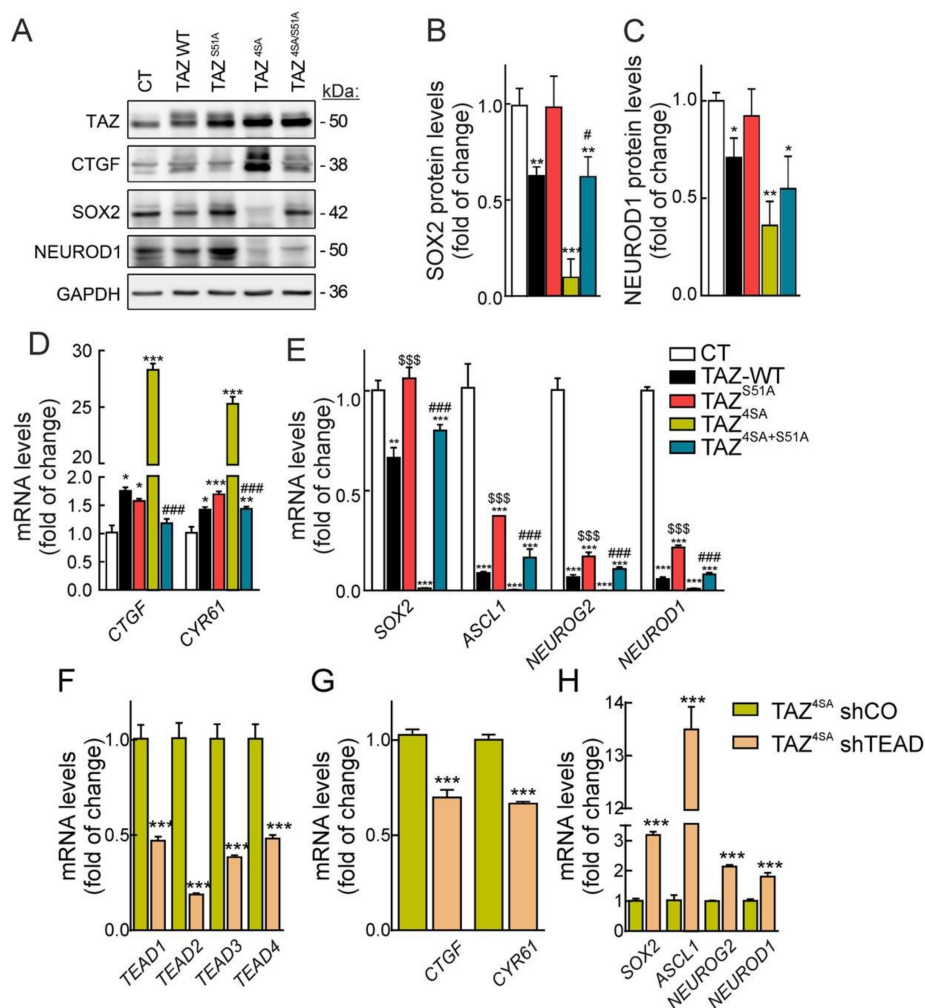 A
CT
TAZ WT
TAZ S51A
TAZ 4SA
TAZ 4SA/S51A
kDa:
TAZ - 50
CTGF - 38
SOX2 - 42
NEUROD1 - 50
GAPDH - 36
B
SOX2 protein levels
(fold of change)
1.0
0.5
0.0
**
***
#
**
C
NEUROD1 protein levels
(fold of change)
1.0
0.5
0.0
*
**
*
D
mRNA levels
(fold of change)
30
25
20
2.0
1.5
1.0
0.5
0.0
*
*
***
###
*
***
***
###
**
CTGF
CYR61
E
mRNA levels
(fold of change)
1.0
0.5
0.0
**
$$$
***
###
***
***
$$$
***
***
###
***
***
$$$
***
***
###
***
***
$$$
***
***
###
***
SOX2
ASCL1
NEUROG2
NEUROD1
CT
TAZ-WT
TAZ S51A
TAZ 4SA
TAZ 4SA+S51A
F
mRNA levels
(fold of change)
1.0
0.5
0.0
***
***
***
***
TEAD1
TEAD2
TEAD3
TEAD4
G
mRNA levels
(fold of change)
1.0
0.5
0.0
***
***
CTGF
CYR61
H
mRNA levels
(fold of change)
14
13
12
3
2
1
0
***
***
***
***
SOX2
ASCL1
NEUROG2
NEUROD1
TAZ 4SA shCO
TAZ 4SA shTEAD